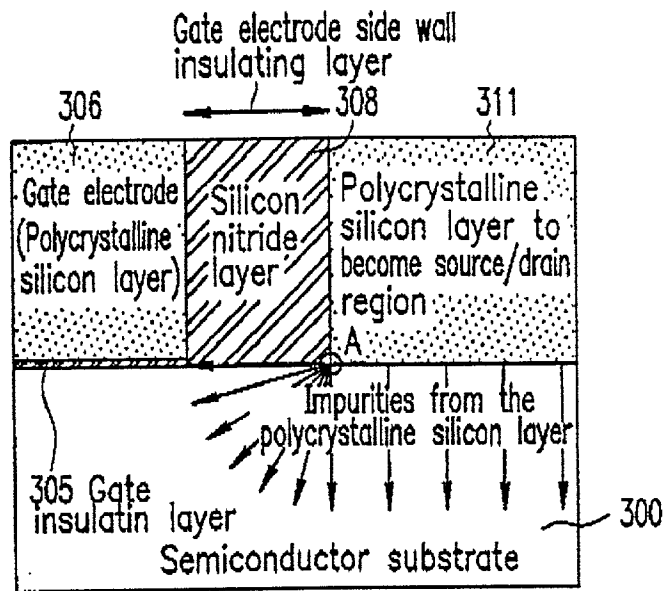 Gate electrode side wall
insulating layer
306
308
311
Gate electrode
(Polycrystalline
silicon layer)
Silicon
nitride
layer
Polycrystalline
silicon layer to
become source/drain
region
A
Impurities from the
polycrystalline silicon layer
305 Gate
insulatin layer
300
Semiconductor substrate